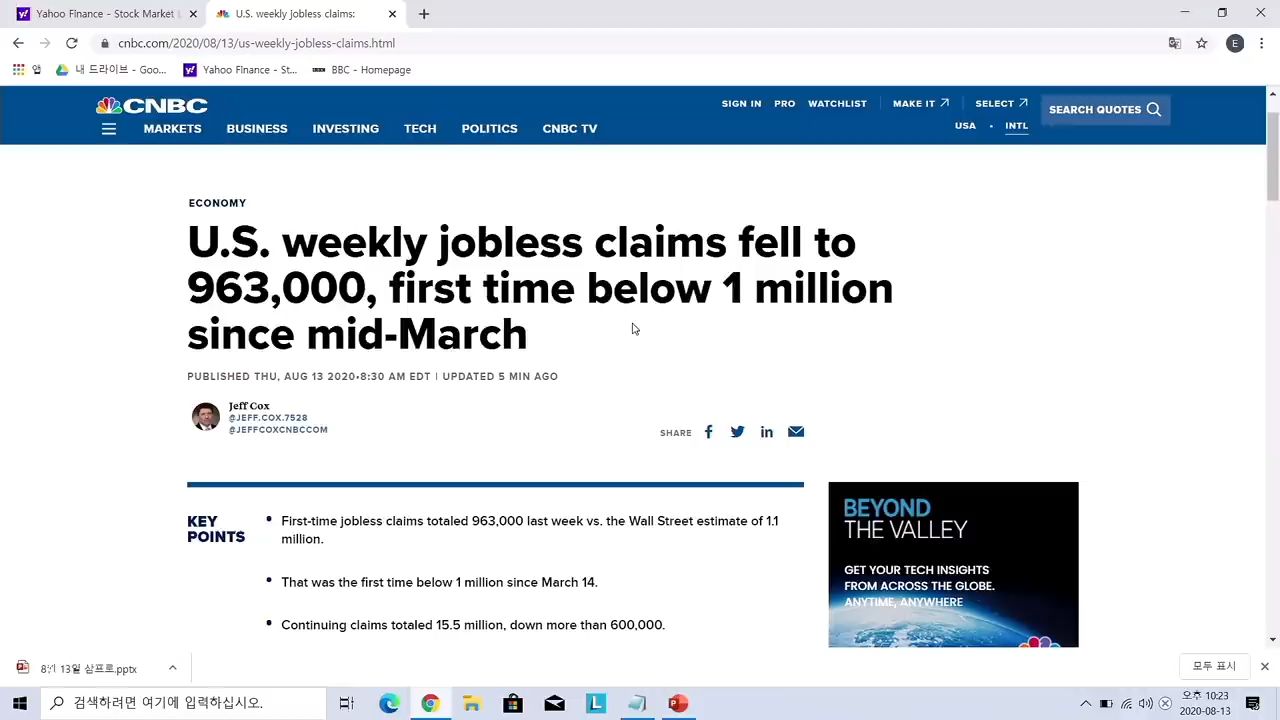 Yahoo Finance - Stock Market
U.S. weekly jobless claims:
cnbc.com/2020/08/13/us-weekly-jobless-claims.html
E
앱
내 드라이브 - Goo...
Yahoo Finance - St...
BBC - Homepage
CNBC
SIGN IN
PRO
WATCHLIST
MAKE IT
SELECT
SEARCH QUOTES
USA • INTL
MARKETS
BUSINESS
INVESTING
TECH
POLITICS
CNBC TV
ECONOMY
U.S. weekly jobless claims fell to
963,000, first time below 1 million
since mid-March
PUBLISHED THU, AUG 13 2020•8:30 AM EDT | UPDATED 5 MIN AGO
Jeff Cox
@JEFF.COX.7528
@JEFFCOXCNBCCOM
SHARE
KEY
POINTS
• First-time jobless claims totaled 963,000 last week vs. the Wall Street estimate of 1.1
million.
• That was the first time below 1 million since March 14.
• Continuing claims totaled 15.5 million, down more than 600,000.
BEYOND
THE VALLEY
GET YOUR TECH INSIGHTS
FROM ACROSS THE GLOBE.
ANYTIME, ANYWHERE
13일 삼프로.pptx
모두 표시
검색하려면 여기에 입력하십시오.
오후 10:23
2020-08-13